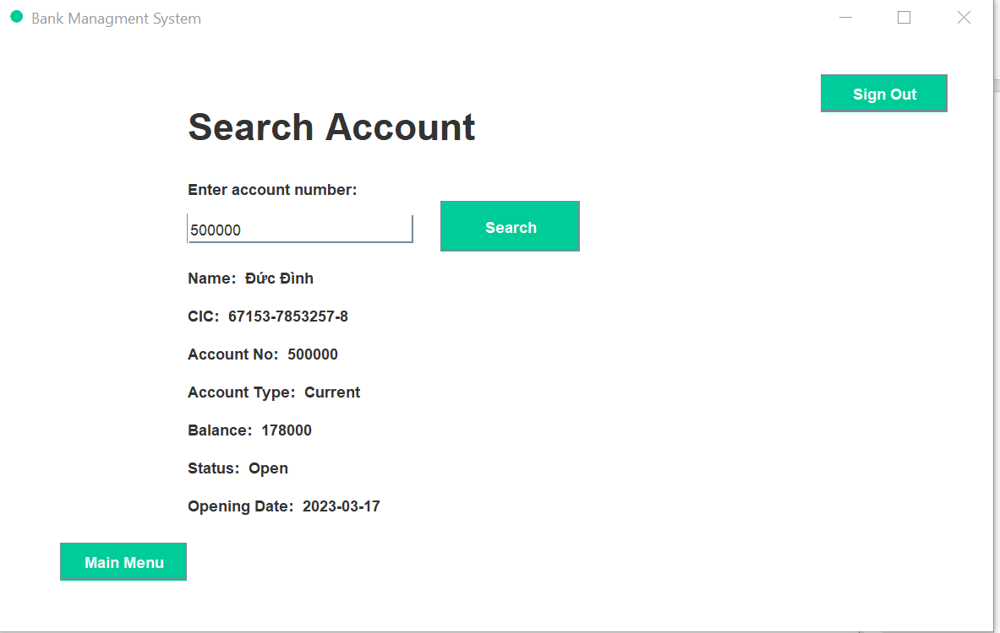 Bank Managment System
Sign Out
Search Account
Enter account number:
500000
Search
Name: Đức Đình
CIC: 67153-7853257-8
Account No: 500000
Account Type: Current
Balance: 178000
Status: Open
Opening Date: 2023-03-17
Main Menu